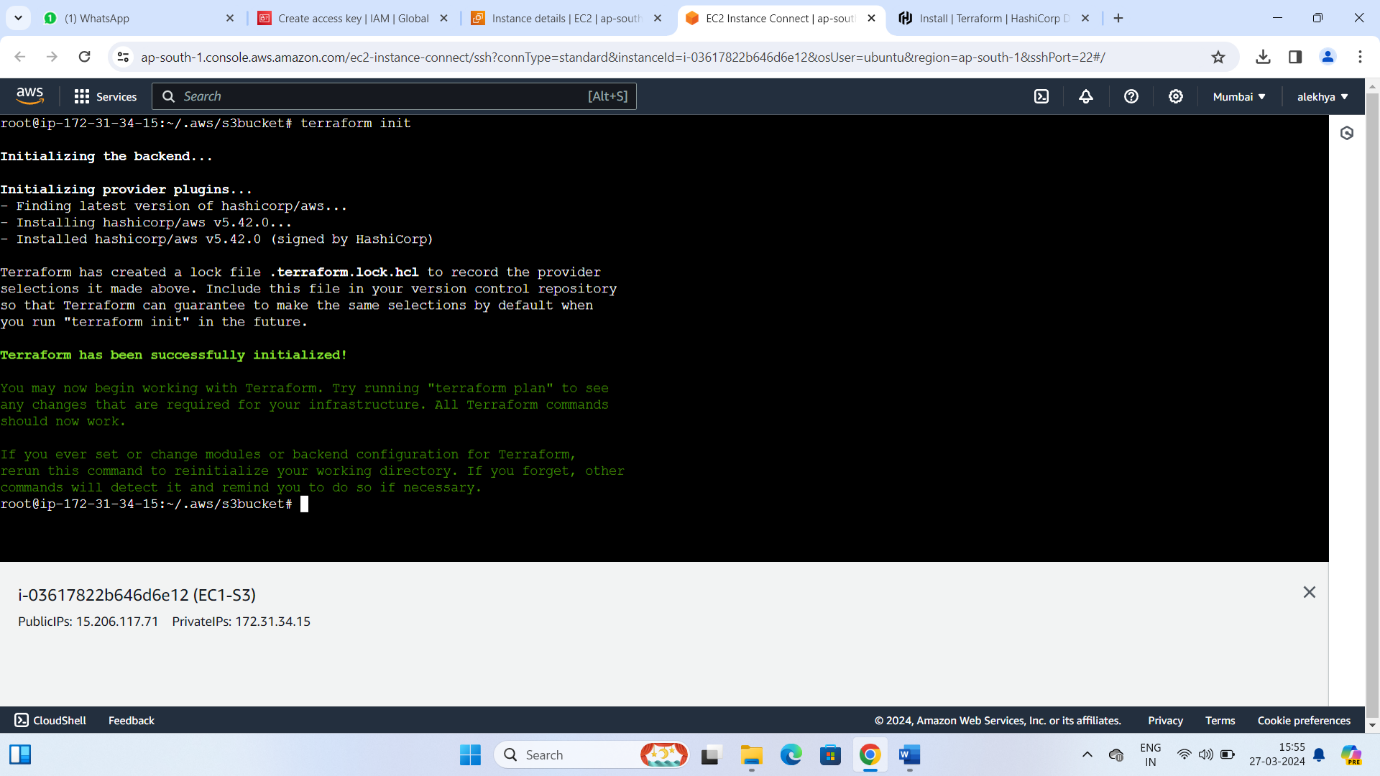 (1) WhatsApp
Create access key | IAM | Global
Instance details | EC2 | ap-south
EC2 Instance Connect | ap-sout
Install | Terraform | HashiCorp D
ap-south-1.console.aws.amazon.com/ec2-instance-connect/ssh?connType=standard&instanceId=i-03617822b646d6e12&osUser=ubuntu&region=ap-south-1&sshPort=22#/
aws
Services
Search
[Alt+S]
Mumbai
alekhya
root@ip-172-31-34-15:~/.aws/s3bucket# terraform init
Initializing the backend...
Initializing provider plugins...
- Finding latest version of hashicorp/aws...
- Installing hashicorp/aws v5.42.0...
- Installed hashicorp/aws v5.42.0 (signed by HashiCorp)
Terraform has created a lock file .terraform.lock.hcl to record the provider
selections it made above. Include this file in your version control repository
so that Terraform can guarantee to make the same selections by default when
you run "terraform init" in the future.
Terraform has been successfully initialized!
You may now begin working with Terraform. Try running "terraform plan" to see
any changes that are required for your infrastructure. All Terraform commands
should now work.
If you ever set or change modules or backend configuration for Terraform,
rerun this command to reinitialize your working directory. If you forget, other
commands will detect it and remind you to do so if necessary.
root@ip-172-31-34-15:~/.aws/s3bucket#
i-03617822b646d6e12 (EC1-S3)
PublicIPs: 15.206.117.71 PrivateIPs: 172.31.34.15
CloudShell
Feedback
© 2024, Amazon Web Services, Inc. or its affiliates.
Privacy
Terms
Cookie preferences
Search
ENG
IN
15:55
27-03-2024
PRE